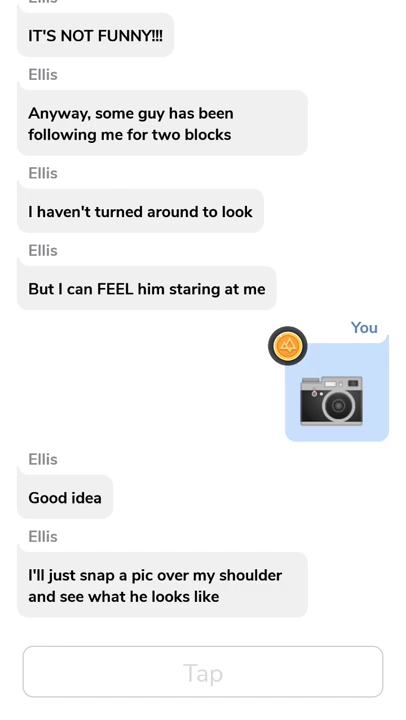 Ellis
IT'S NOT FUNNY!!!
Ellis
Anyway, some guy has been
following me for two blocks
Ellis
I haven't turned around to look
Ellis
But I can FEEL him staring at me
You
Ellis
Good idea
Ellis
I'll just snap a pic over my shoulder
and see what he looks like
Tap